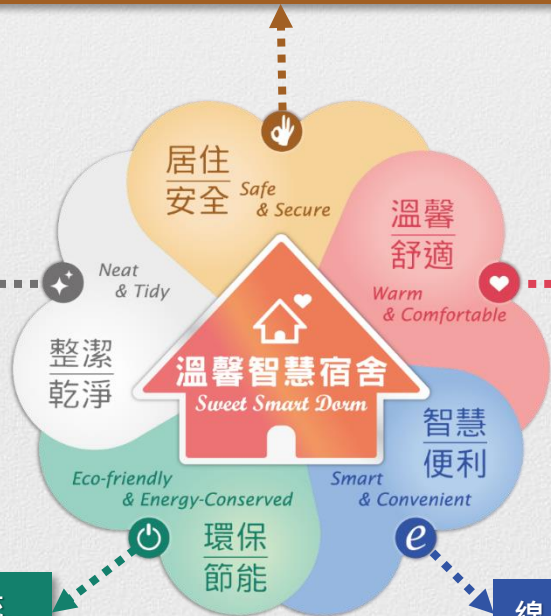 居住
安全
Safe
& Secure
溫馨
舒適
Warm
& Comfortable
Neat
& Tidy
整潔
乾淨
溫馨智慧宿舍
Sweet Smart Dorm
智慧
便利
Smart
& Convenient
e
Eco-friendly
& Energy-Conserved
環保
節能